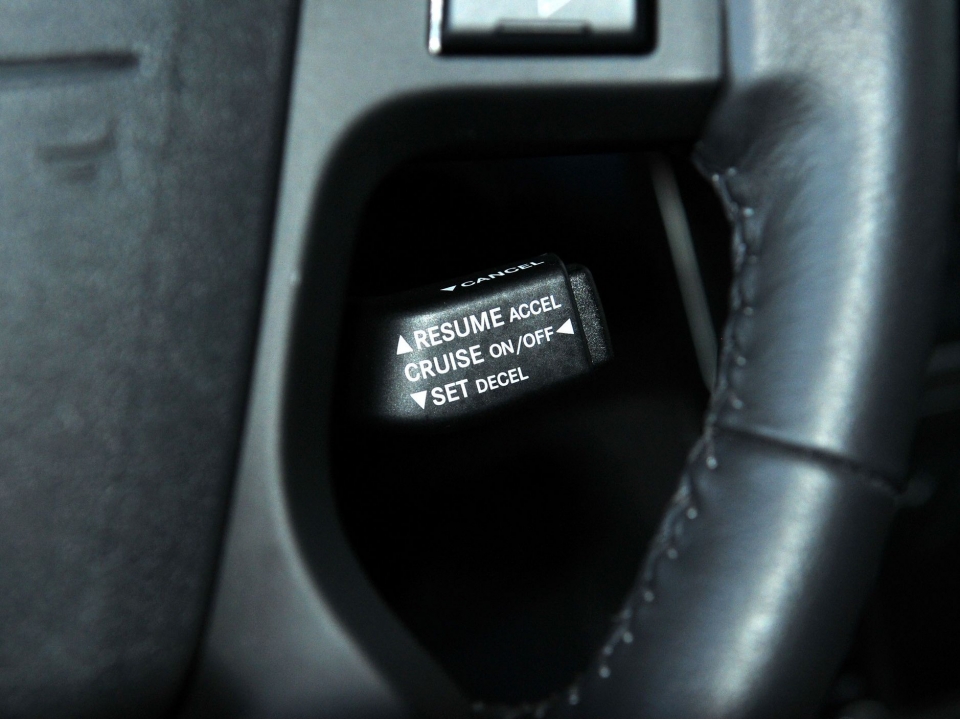 ▼CANCEL
▲RESUME ACCEL
CRUISE ON/OFF◀
▼SET DECEL